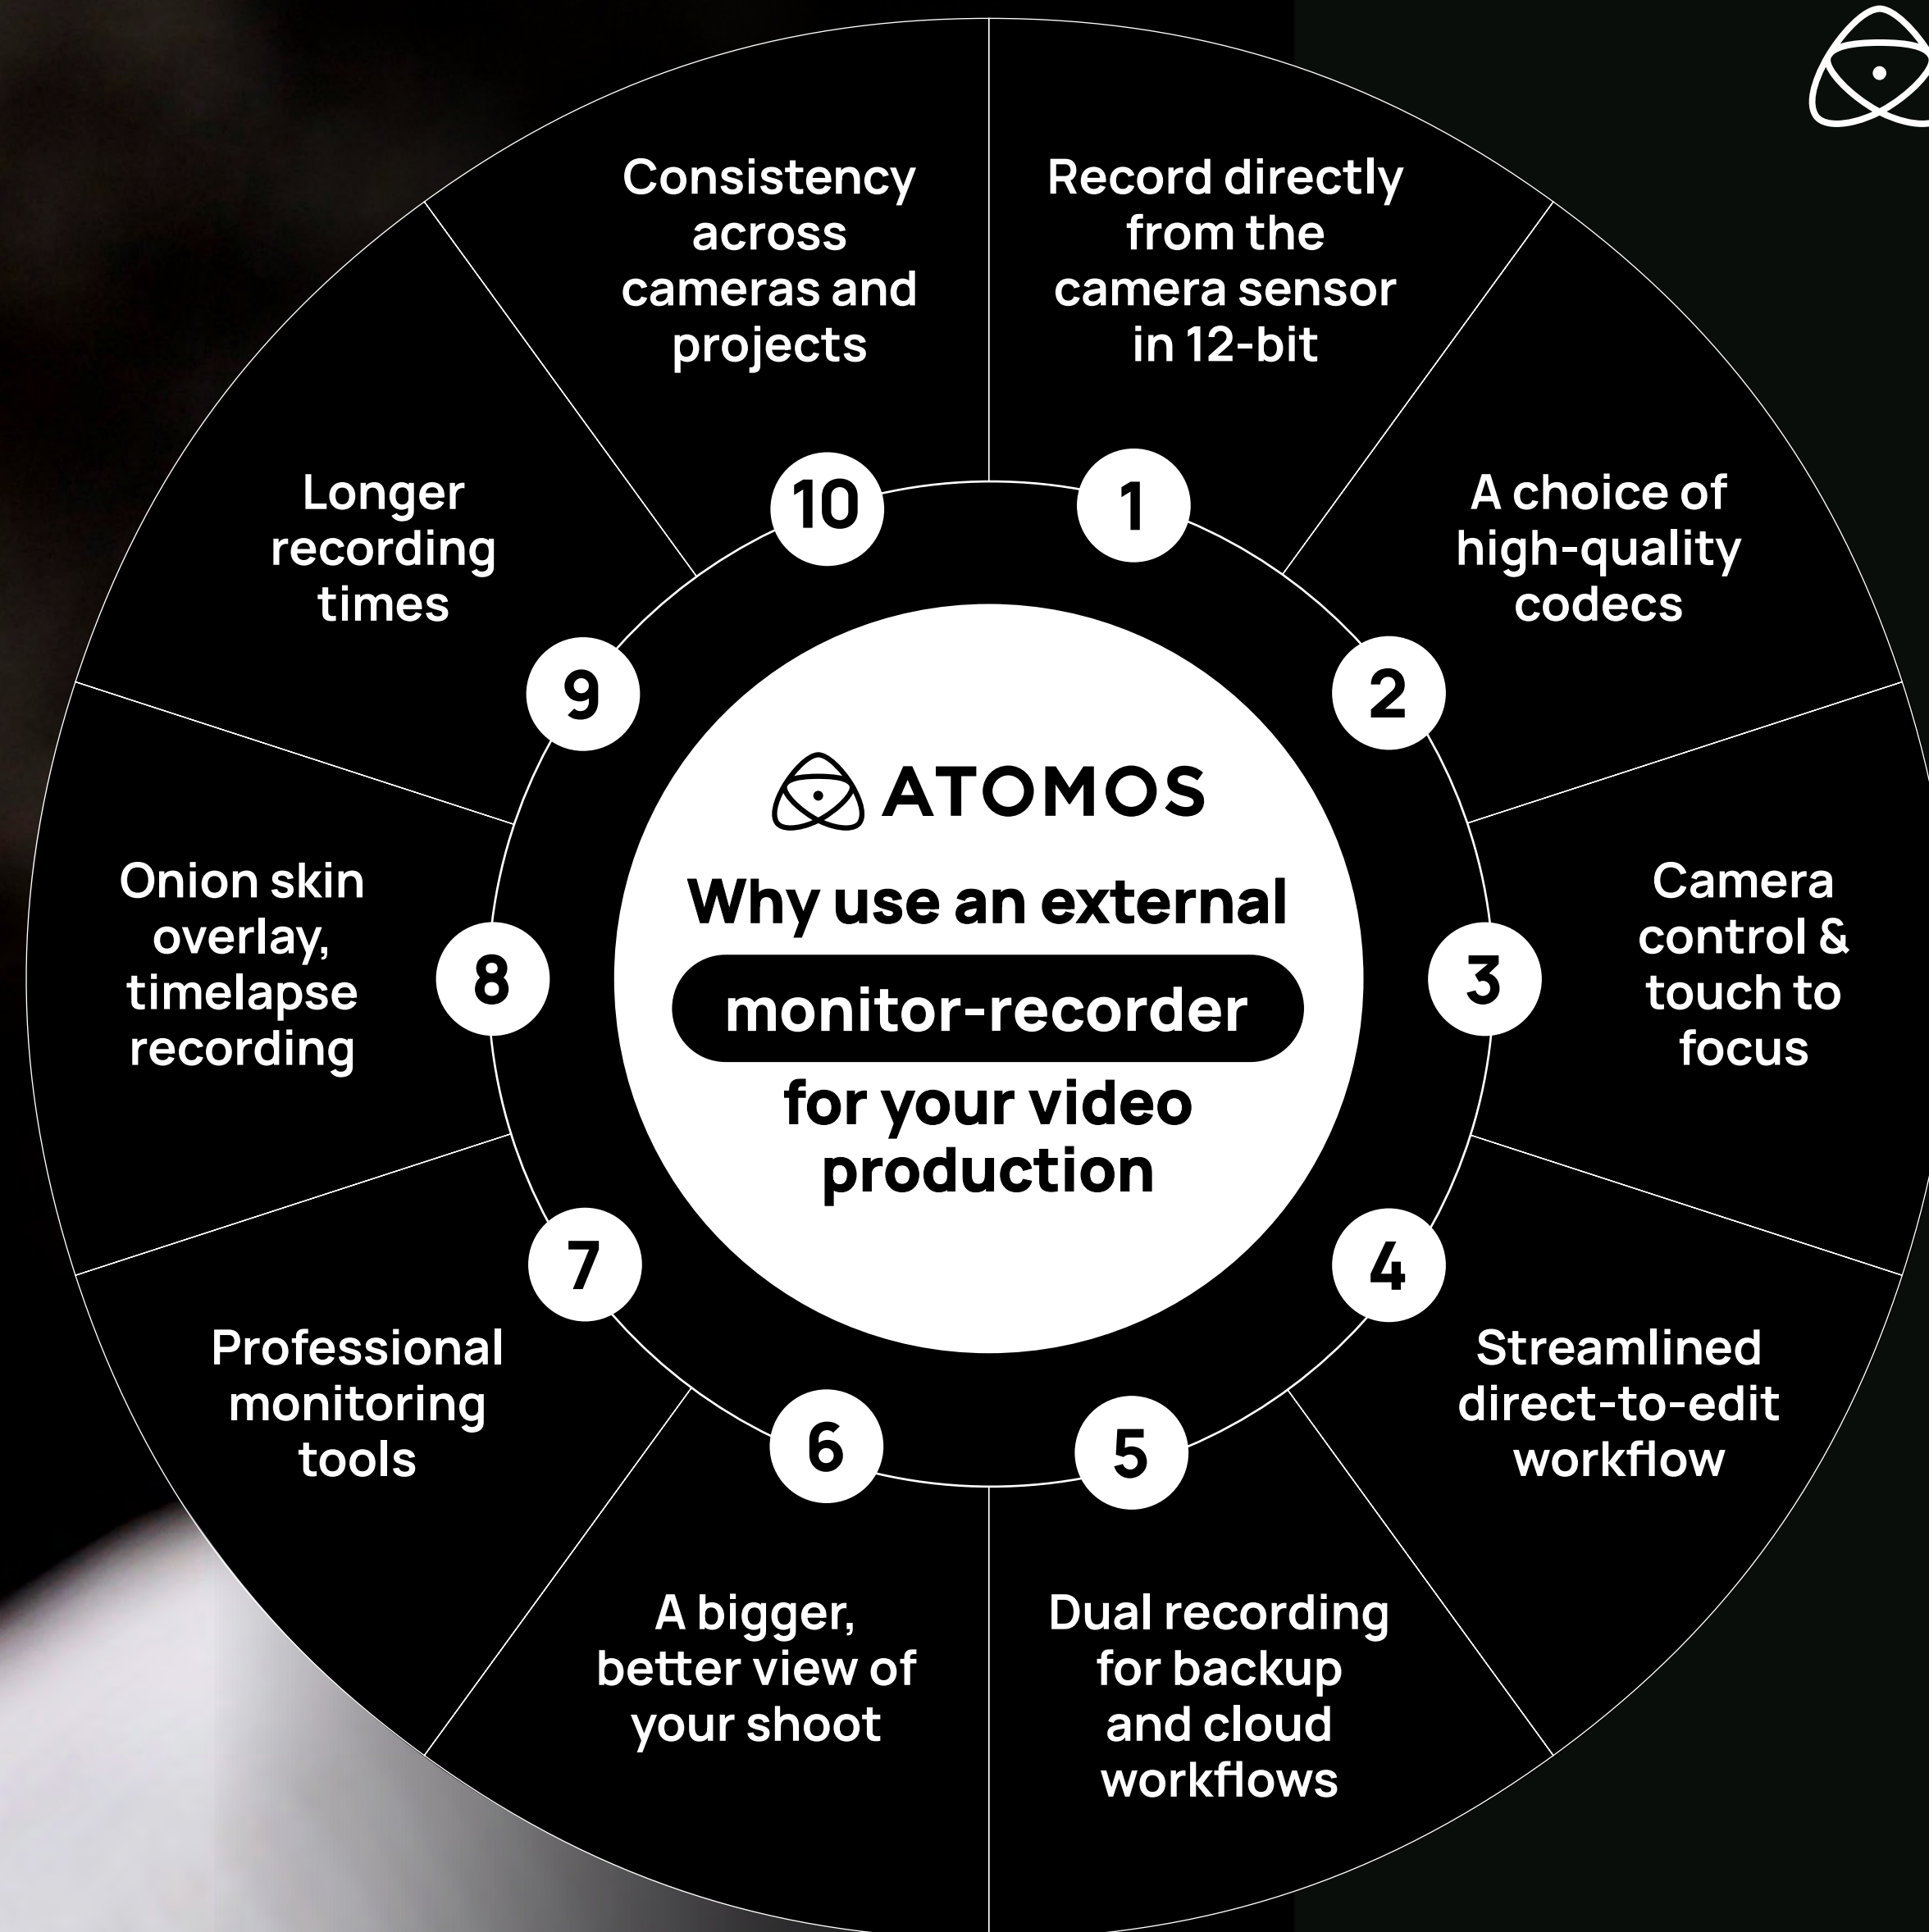 ATOMOS
Why use an external
monitor-recorder
for your video
production
1
Record directly
from the
camera sensor
in 12-bit
2
A choice of
high-quality
codecs
3
Camera
control &
touch to
focus
4
Streamlined
direct-to-edit
workflow
5
Dual recording
for backup
and cloud
workflows
6
A bigger,
better view of
your shoot
7
Professional
monitoring
tools
8
Onion skin
overlay,
timelapse
recording
9
Longer
recording
times
10
Consistency
across
cameras and
projects